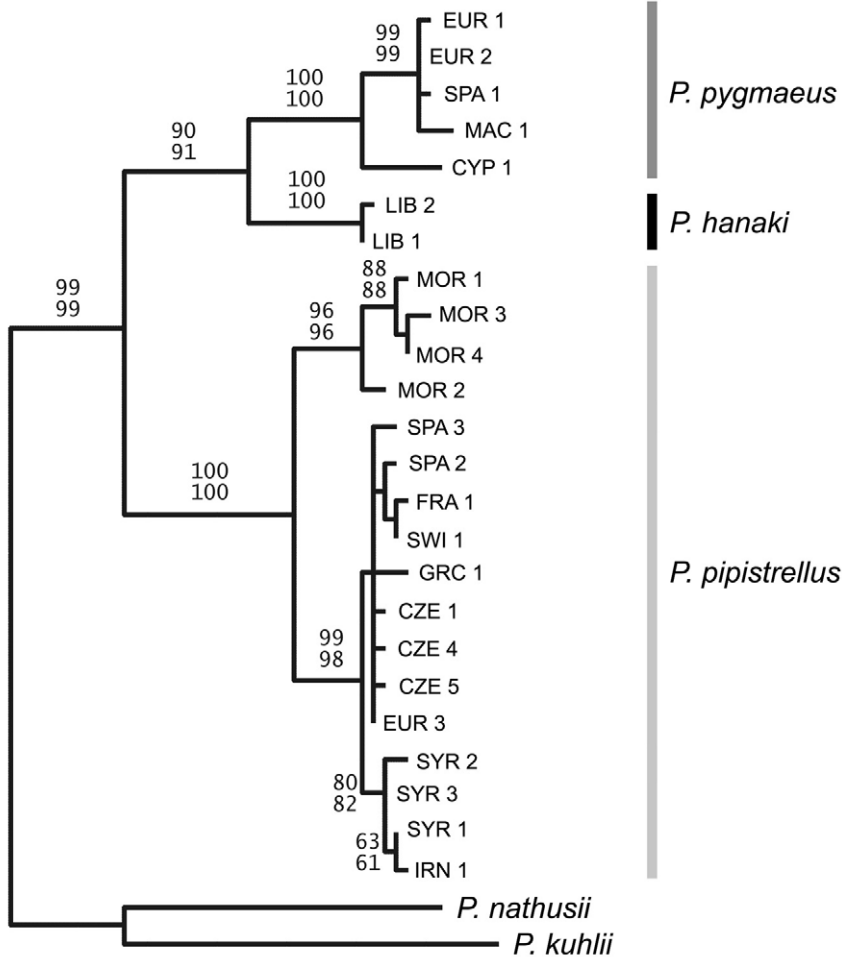 EUR 1
99
99
EUR 2
P. pygmaeus
100
100
SPA 1
90
91
MAC 1
CYP 1
100
100
LIB 2
P. hanaki
LIB 1
88
88
MOR 1
99
99
96
96
MOR 3
MOR 4
MOR 2
SPA 3
SPA 2
100
100
FRA 1
SWI 1
GRC 1
P. pipistrellus
CZE 1
99
98
CZE 4
CZE 5
EUR 3
SYR 2
80
82
SYR 3
SYR 1
63
61
IRN 1
P. nathusii
P. kuhlii